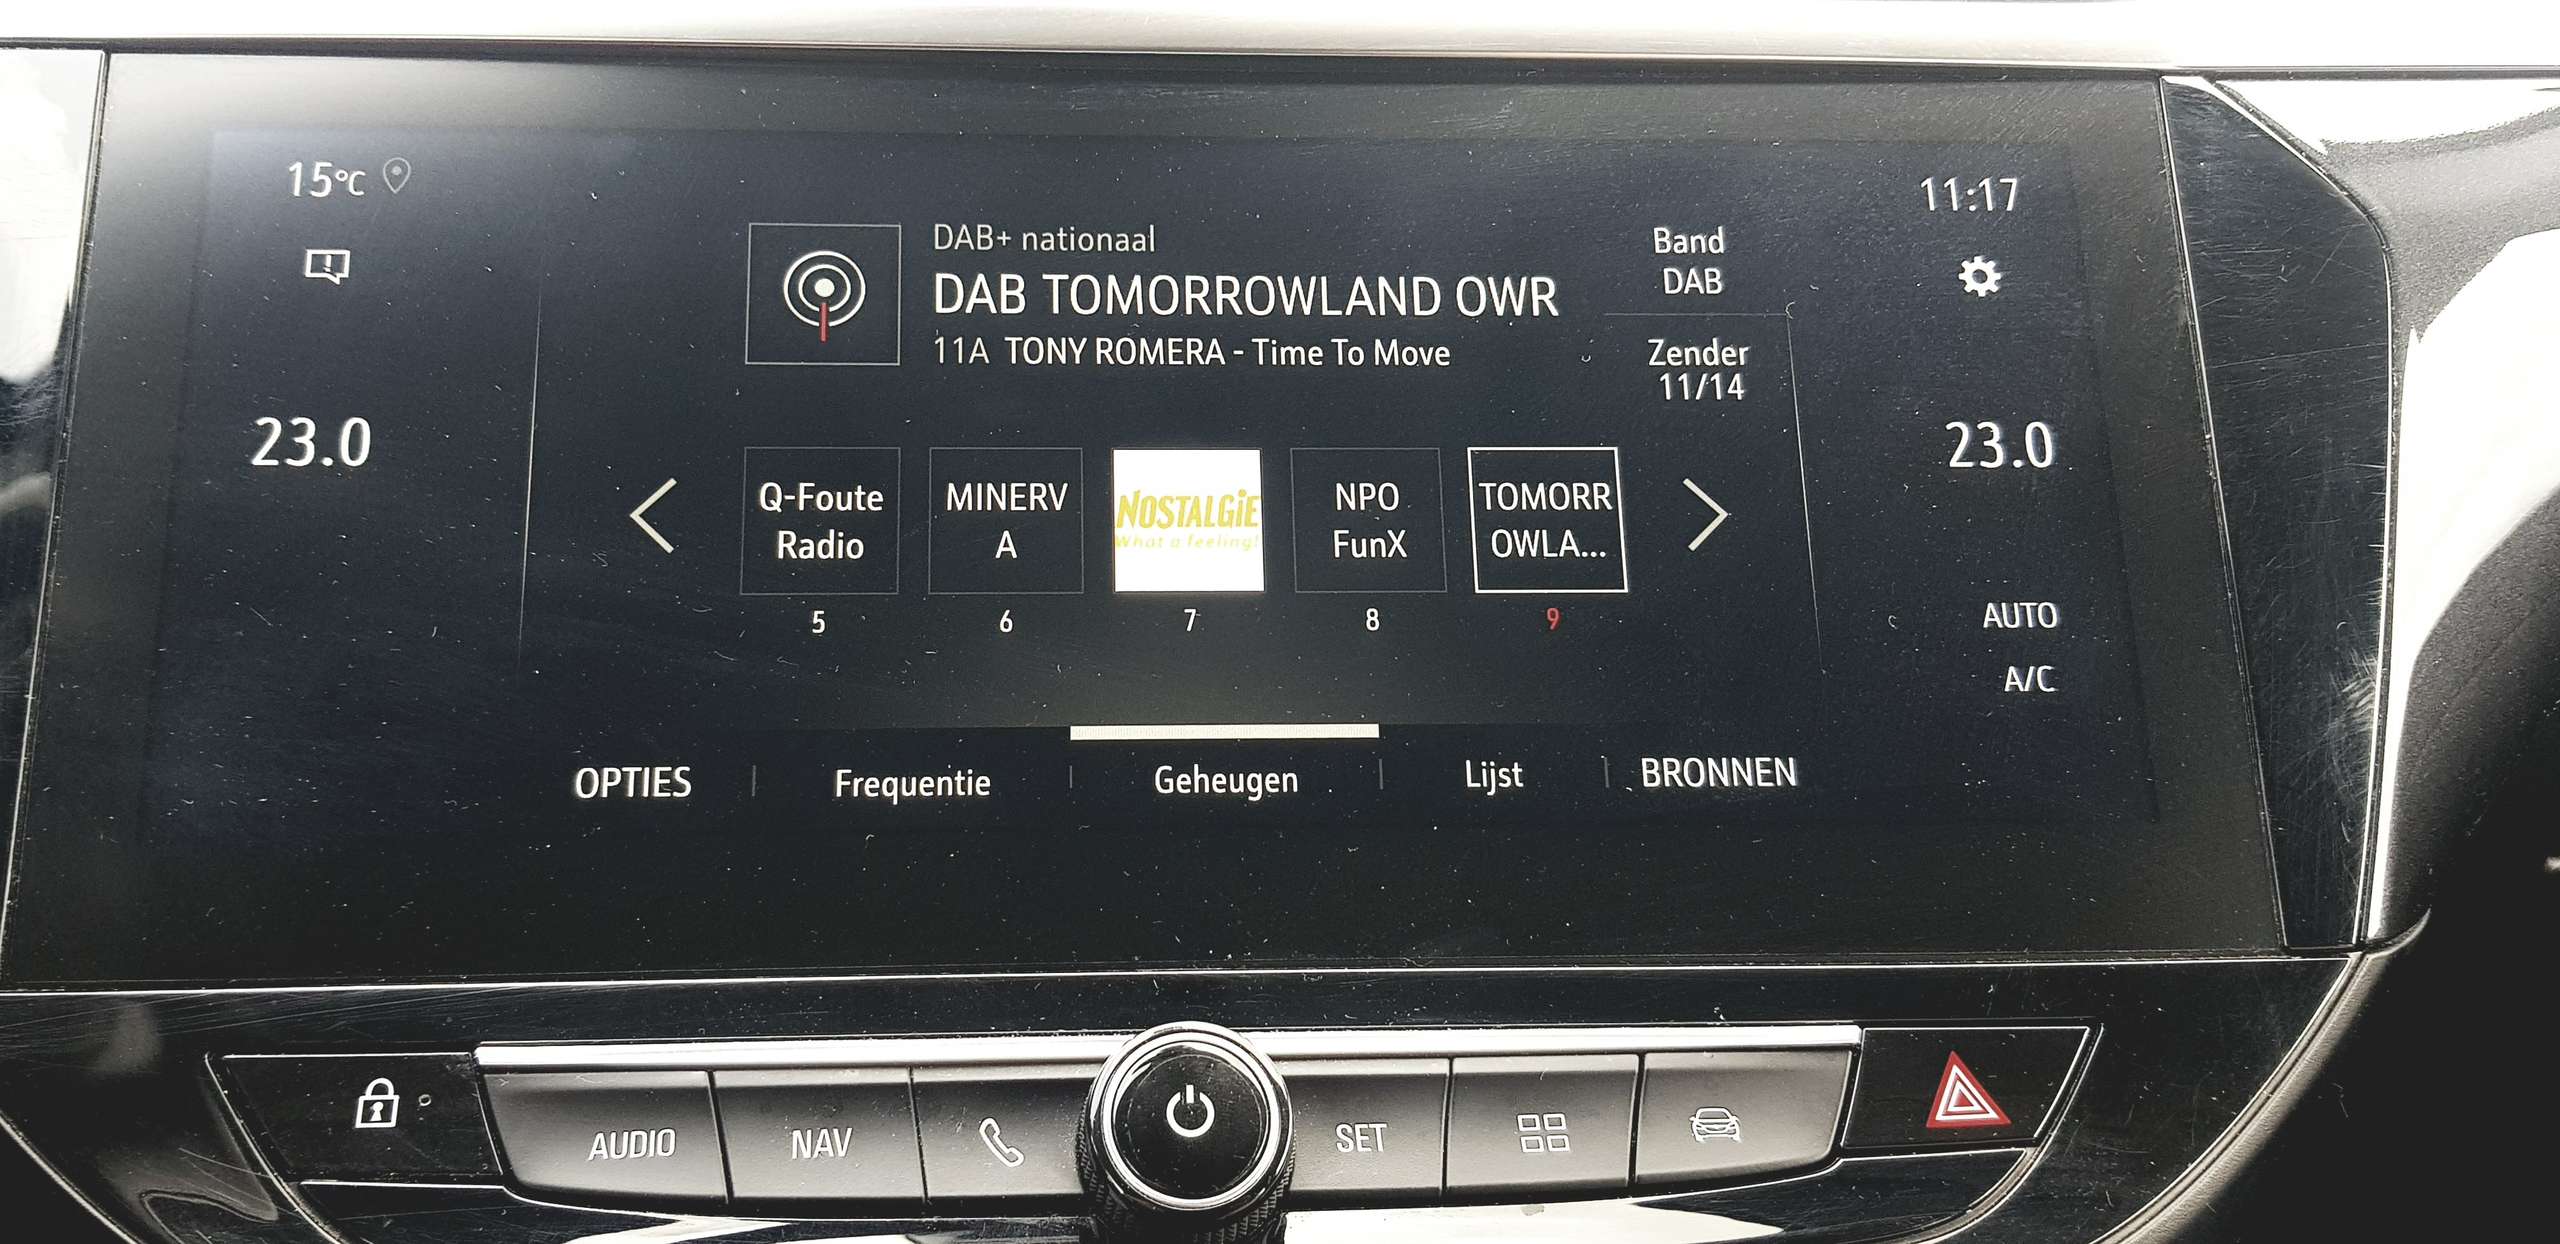 15°C
11:17
DAB+ nationaal
DAB TOMORROWLAND OWR
11A TONY ROMERA - Time To Move
Band
DAB
Zender
11/14
23.0
23.0
Q-Foute
Radio
MINERV
A
NOSTALGiE
What a feeling!
NPO
FunX
TOMORR
OWLA...
5
6
7
8
9
AUTO
A/C
OPTIES
Frequentie
Geheugen
Lijst
BRONNEN
AUDIO
NAV
SET